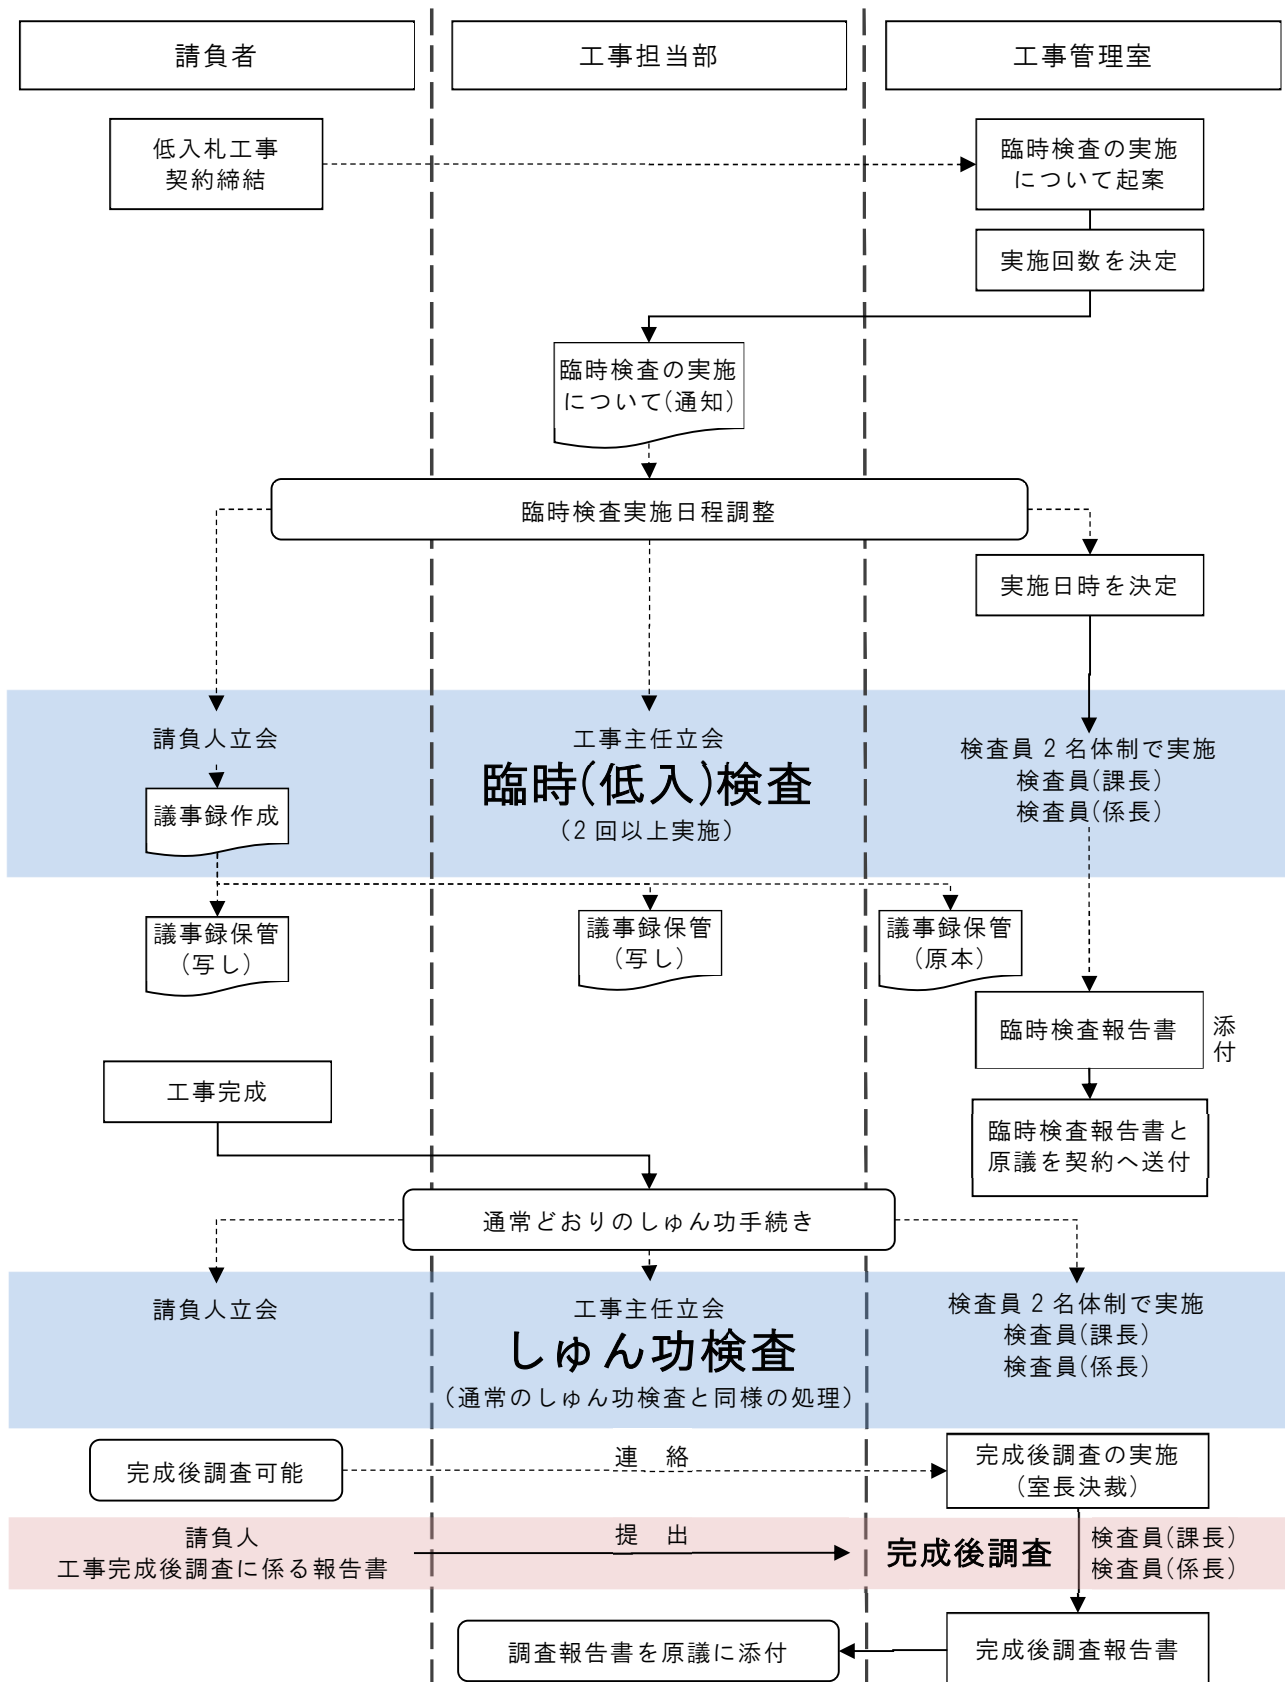 請負者
工事担当部
工事管理室
低入札工事
契約締結
臨時検査の実施
について起案
実施回数を決定
臨時検査の実施
について(通知)
臨時検査実施日程調整
実施日時を決定
請負人立会
工事主任立会
臨時(低入)検査
(2回以上実施)
検査員2名体制で実施
検査員(課長)
検査員(係長)
議事録作成
議事録保管
(写し)
議事録保管
(写し)
議事録保管
(原本)
臨時検査報告書
添
付
工事完成
臨時検査報告書と
原議を契約へ送付
通常どおりのしゅん功手続き
請負人立会
工事主任立会
しゅん功検査
(通常のしゅん功検査と同様の処理)
検査員2名体制で実施
検査員(課長)
検査員(係長)
完成後調査可能
連　絡
完成後調査の実施
(室長決裁)
請負人
工事完成後調査に係る報告書
提　出
完成後調査
検査員(課長)
検査員(係長)
調査報告書を原議に添付
完成後調査報告書